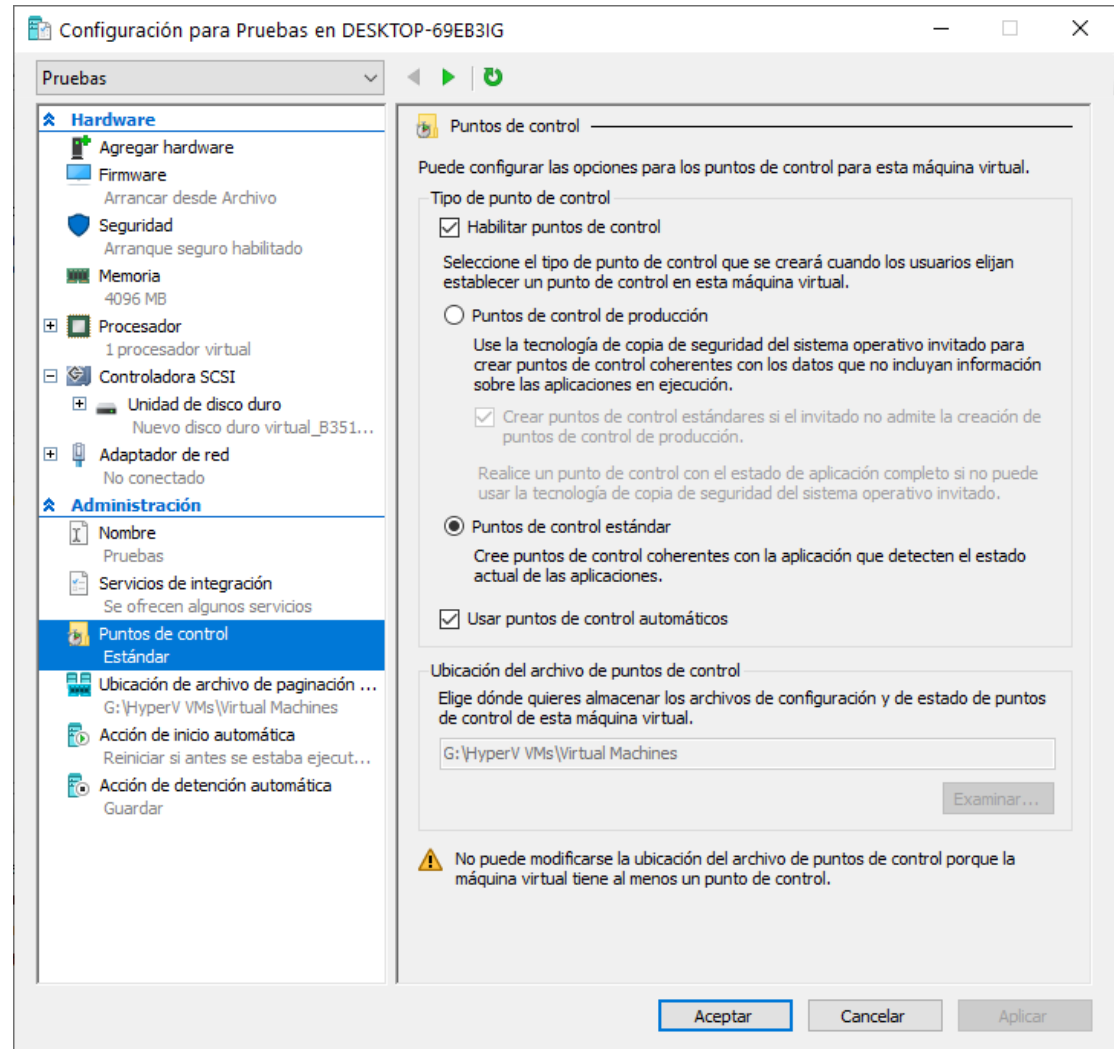 Configuración para Pruebas en DESKTOP-69EB3IG
Pruebas
Hardware
Agregar hardware
Firmware
Arrancar desde Archivo
Seguridad
Arranque seguro habilitado
Memoria
4096 MB
Procesador
1 procesador virtual
Controladora SCSI
Unidad de disco duro
Nuevo disco duro virtual_B351...
Adaptador de red
No conectado
Administración
Nombre
Pruebas
Servicios de integración
Se ofrecen algunos servicios
Puntos de control
Estándar
Ubicación de archivo de paginación ...
G:\HyperV VMs\Virtual Machines
Acción de inicio automática
Reiniciar si antes se estaba ejecut...
Acción de detención automática
Guardar
Puntos de control
Puede configurar las opciones para los puntos de control para esta máquina virtual.
Tipo de punto de control
Habilitar puntos de control
Seleccione el tipo de punto de control que se creará cuando los usuarios elijan
establecer un punto de control en esta máquina virtual.
Puntos de control de producción
Use la tecnología de copia de seguridad del sistema operativo invitado para
crear puntos de control coherentes con los datos que no incluyan información
sobre las aplicaciones en ejecución.
Crear puntos de control estándares si el invitado no admite la creación de
puntos de control de producción.
Realice un punto de control con el estado de aplicación completo si no puede
usar la tecnología de copia de seguridad del sistema operativo invitado.
Puntos de control estándar
Cree puntos de control coherentes con la aplicación que detecten el estado
actual de las aplicaciones.
Usar puntos de control automáticos
Ubicación del archivo de puntos de control
Elige dónde quieres almacenar los archivos de configuración y de estado de puntos
de control de esta máquina virtual.
G:\HyperV VMs\Virtual Machines
Examinar...
No puede modificarse la ubicación del archivo de puntos de control porque la
máquina virtual tiene al menos un punto de control.
Aceptar
Cancelar
Aplicar